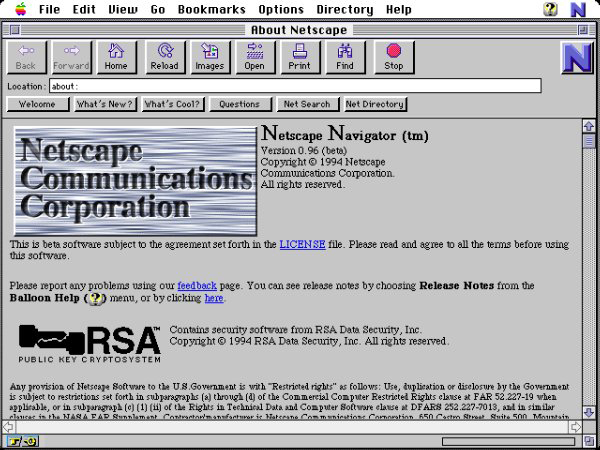 File Edit View Go Bookmarks Options Directory Help
About Netscape
Back Forward Home Reload Images Open Print Find Stop
N
Location: about:
Welcome What's New? What's Cool? Questions Net Search Net Directory
Netscape
Communications
Corporation
Netscape Navigator (tm)
Version 0.96 (beta)
Copyright © 1994 Netscape
Communications Corporation.
All rights reserved.
This is beta software subject to the agreement set forth in the LICENSE file. Please read and agree to all the terms before using
this software.
Please report any problems using our feedback page. You can see release notes by choosing Release Notes from the
Balloon Help (?) menu, or by clicking here.
RSA™
PUBLIC KEY CRYPTOSYSTEM
Contains security software from RSA Data Security, Inc.
Copyright © 1994 RSA Data Security, Inc. All rights reserved.
Any provision of Netscape Software to the U.S.Government is with "Restricted rights" as follows: Use, duplication or disclosure by the Government
is subject to restrictions set forth in subparagraphs (a) through (d) of the Commercial Computer Restricted Rights clause at FAR 52.227-19 when
applicable, or in subparagraph (c) (1) (ii) of the Rights in Technical Data and Computer Software clause at DFARS 252.227-7013, and in similar
clauses in the NASA FAR Supplement. Contractor/manufacturer is Netscape Communications Corporation, 650 Castro Street, Suite 500, Mountain